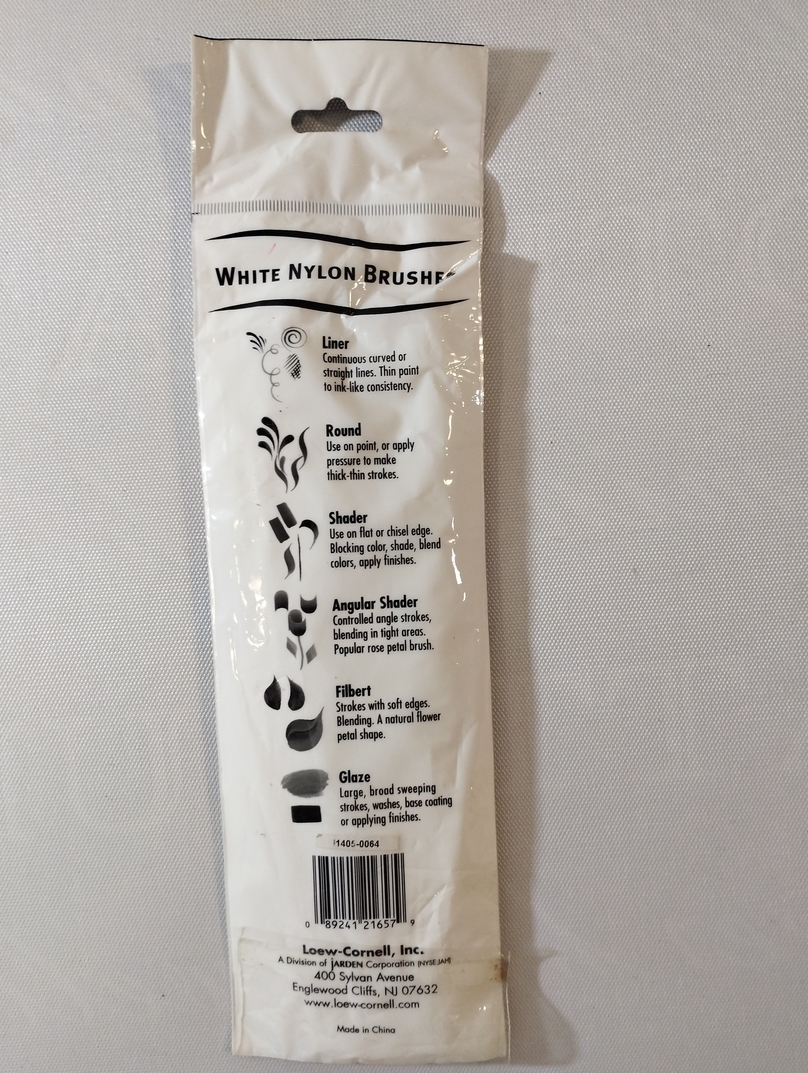 WHITE NYLON BRUSHES
Liner
Continuous curved or
straight lines. Thin paint
to ink-like consistency.
Round
Use on point, or apply
pressure to make
thick-thin strokes.
Shader
Use on flat or chisel edge.
Blocking color, shade, blend
colors, apply finishes.
Angular Shader
Controlled angle strokes,
blending in tight areas.
Popular rose petal brush.
Filbert
Strokes with soft edges.
Blending. A natural flower
petal shape.
Glaze
Large, broad sweeping
strokes, washes, base coating
or applying finishes.
I1405-0064
0 89241 21657 9
Loew-Cornell, Inc.
A Division of JARDEN Corporation (NYSE:JAH)
400 Sylvan Avenue
Englewood Cliffs, NJ 07632
www.loew-cornell.com
Made in China